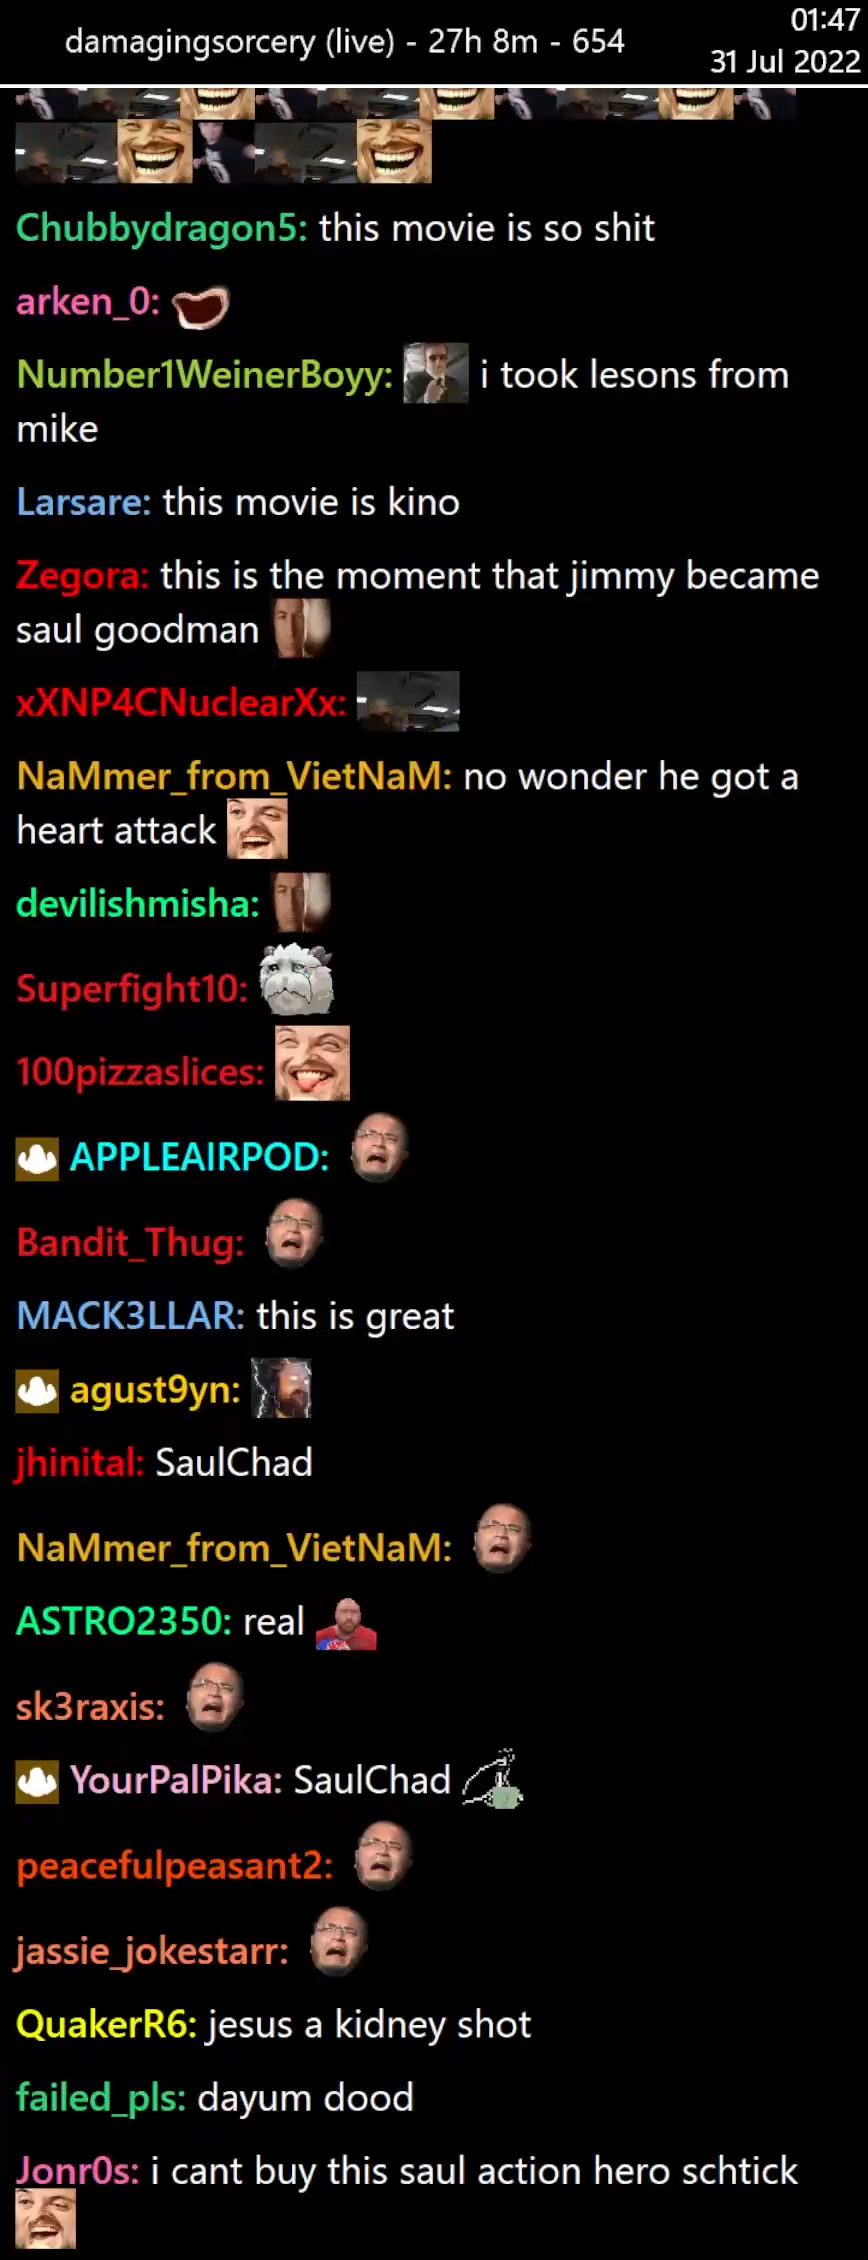 damagingsorcery (live) - 27h 8m - 654
01:47
31 Jul 2022
Chubbydragon5: this movie is so shit
arken_0:
Number1WeinerBoyy: i took lesons from
mike
Larsare: this movie is kino
Zegora: this is the moment that jimmy became
saul goodman
xXNP4CNuclearXx:
NaMmer_from_VietNaM: no wonder he got a
heart attack
devilishmisha:
Superfight10:
100pizzaslices:
APPLEAIRPOD:
Bandit_Thug:
MACK3LLAR: this is great
agust9yn:
jhinital: SaulChad
NaMmer_from_VietNaM:
ASTRO2350: real
sk3raxis:
YourPalPika: SaulChad
peacefulpeasant2:
jassie_jokestarr:
QuakerR6: jesus a kidney shot
failed_pls: dayum dood
Jonr0s: i cant buy this saul action hero schtick